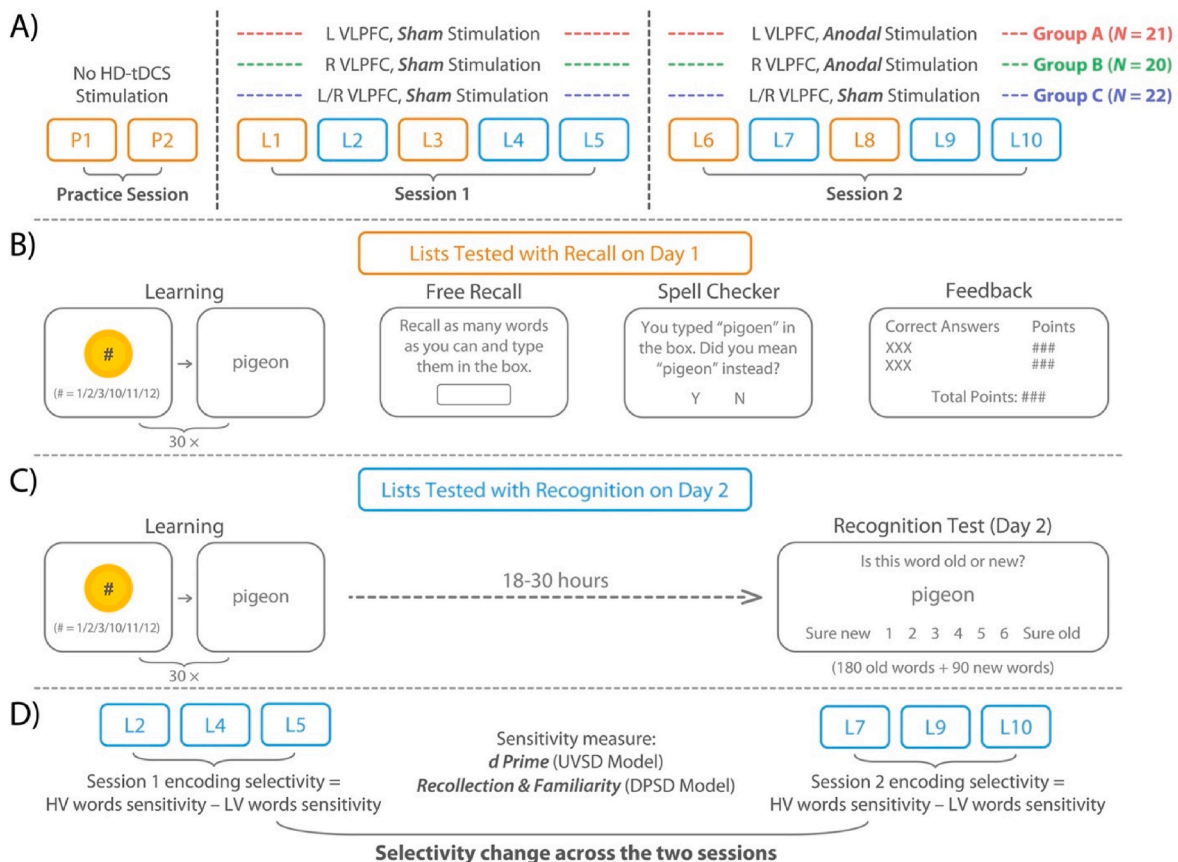 A)
No HD-tDCS
Stimulation
L VLPFC, Sham Stimulation
R VLPFC, Sham Stimulation
L/R VLPFC, Sham Stimulation
L VLPFC, Anodal Stimulation
R VLPFC, Anodal Stimulation
L/R VLPFC, Sham Stimulation
Group A (N = 21)
Group B (N = 20)
Group C (N = 22)
P1 P2
L1 L2 L3 L4 L5
L6 L7 L8 L9 L10
Practice Session
Session 1
Session 2
B)
Lists Tested with Recall on Day 1
Learning
#
(# = 1/2/3/10/11/12)
pigeon
30 ×
Free Recall
Recall as many words
as you can and type
them in the box.
Spell Checker
You typed “pigoen” in
the box. Did you mean
“pigeon” instead?
Y N
Feedback
Correct Answers Points
XXX ###
XXX ###
Total Points: ###
C)
Lists Tested with Recognition on Day 2
Learning
#
(# = 1/2/3/10/11/12)
pigeon
30 ×
18-30 hours
Recognition Test (Day 2)
Is this word old or new?
pigeon
Sure new 1 2 3 4 5 6 Sure old
(180 old words + 90 new words)
D)
L2 L4 L5
Session 1 encoding selectivity =
HV words sensitivity – LV words sensitivity
Sensitivity measure:
d Prime (UVSD Model)
Recollection & Familiarity (DPSD Model)
L7 L9 L10
Session 2 encoding selectivity =
HV words sensitivity – LV words sensitivity
Selectivity change across the two sessions